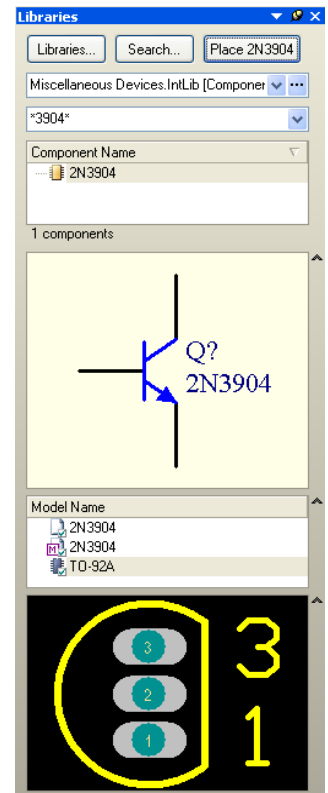 Libraries
Libraries... Search... Place 2N3904
Miscellaneous Devices.IntLib [Componer
*3904*
Component Name
2N3904
1 components
Q?
2N3904
Model Name
2N3904
M 2N3904
TO-92A
3
3
2
1
1